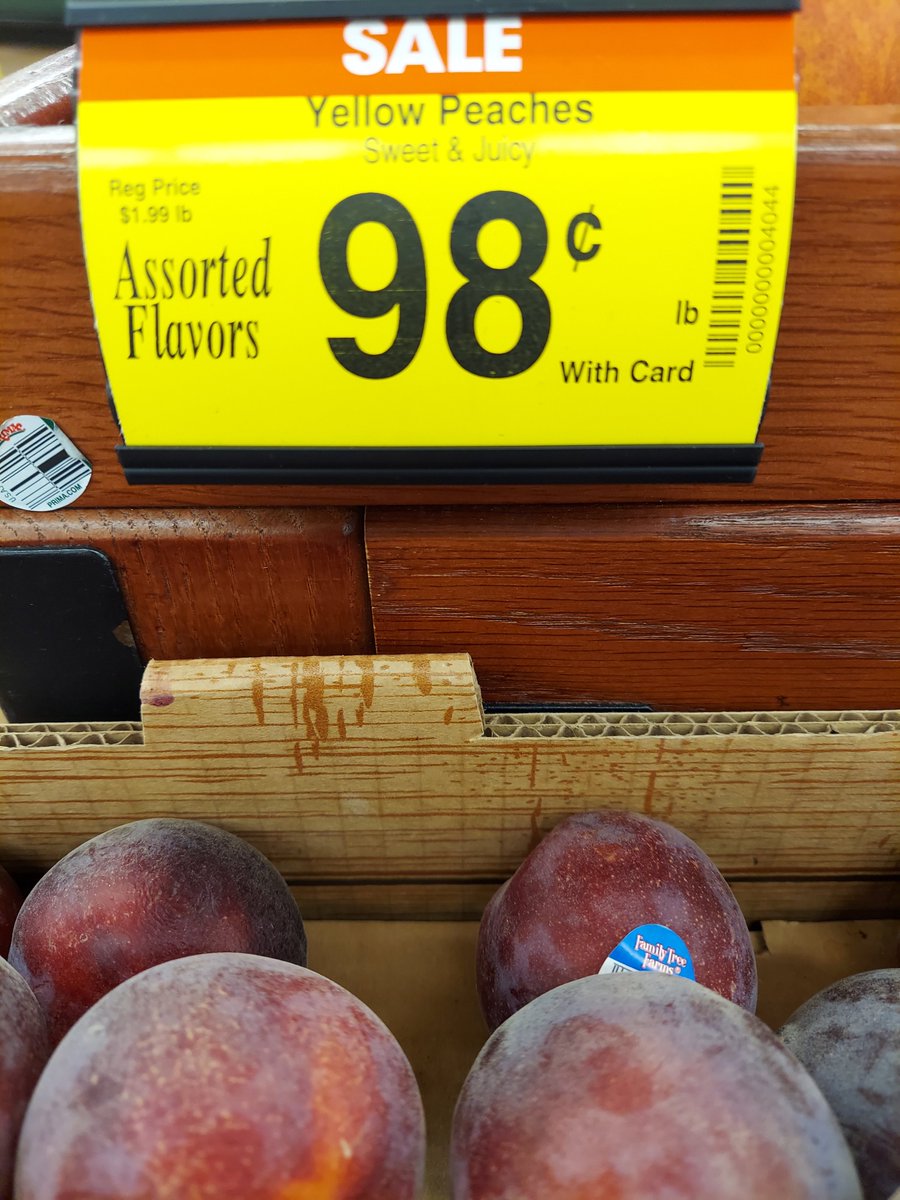 SALE
Yellow Peaches
Sweet & Juicy
Reg Price
$1.99 lb
Assorted
Flavors
98¢
lb
With Card
0000000004044
PRIMA.COM
Family Tree
Farms®